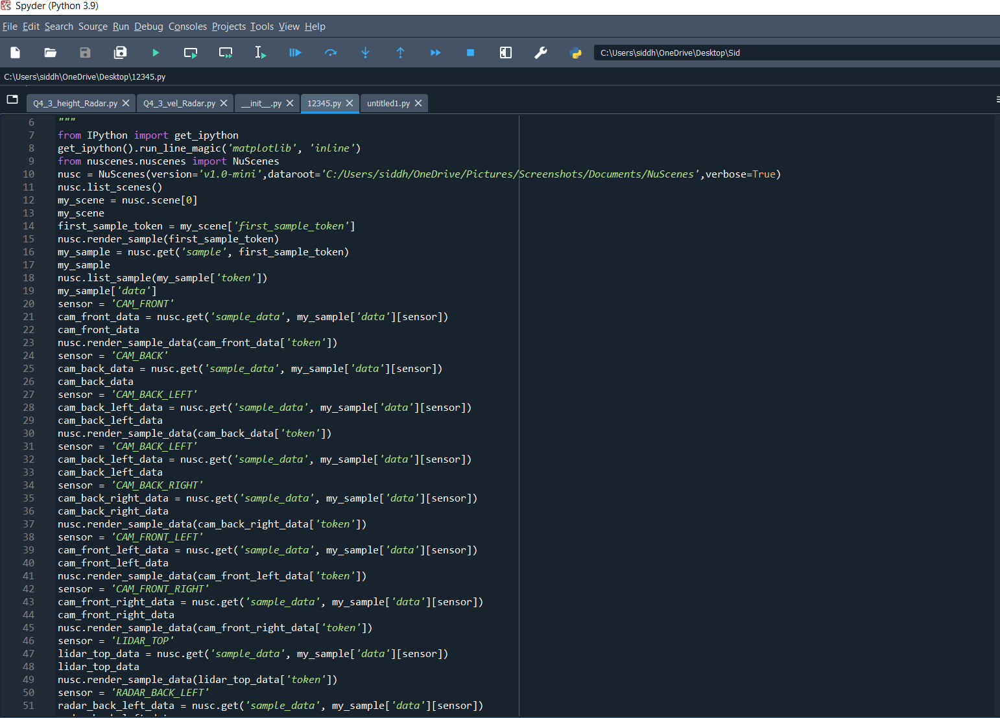 Spyder (Python 3.9)
File Edit Search Source Run Debug Consoles Projects Tools View Help
C:\Users\siddh\OneDrive\Desktop\Sid
C:\Users\siddh\OneDrive\Desktop\12345.py
Q4_3_height_Radar.py Q4_3_vel_Radar.py __init__.py 12345.py untitled1.py
6 """
7 from IPython import get_ipython
8 get_ipython().run_line_magic('matplotlib', 'inline')
9 from nuscenes.nuscenes import NuScenes
10 nusc = NuScenes(version='v1.0-mini',dataroot='C:/Users/siddh/OneDrive/Pictures/Screenshots/Documents/NuScenes',verbose=True)
11 nusc.list_scenes()
12 my_scene = nusc.scene[0]
13 my_scene
14 first_sample_token = my_scene['first_sample_token']
15 nusc.render_sample(first_sample_token)
16 my_sample = nusc.get('sample', first_sample_token)
17 my_sample
18 nusc.list_sample(my_sample['token'])
19 my_sample['data']
20 sensor = 'CAM_FRONT'
21 cam_front_data = nusc.get('sample_data', my_sample['data'][sensor])
22 cam_front_data
23 nusc.render_sample_data(cam_front_data['token'])
24 sensor = 'CAM_BACK'
25 cam_back_data = nusc.get('sample_data', my_sample['data'][sensor])
26 cam_back_data
27 sensor = 'CAM_BACK_LEFT'
28 cam_back_left_data = nusc.get('sample_data', my_sample['data'][sensor])
29 cam_back_left_data
30 nusc.render_sample_data(cam_back_data['token'])
31 sensor = 'CAM_BACK_LEFT'
32 cam_back_left_data = nusc.get('sample_data', my_sample['data'][sensor])
33 cam_back_left_data
34 sensor = 'CAM_BACK_RIGHT'
35 cam_back_right_data = nusc.get('sample_data', my_sample['data'][sensor])
36 cam_back_right_data
37 nusc.render_sample_data(cam_back_right_data['token'])
38 sensor = 'CAM_FRONT_LEFT'
39 cam_front_left_data = nusc.get('sample_data', my_sample['data'][sensor])
40 cam_front_left_data
41 nusc.render_sample_data(cam_front_left_data['token'])
42 sensor = 'CAM_FRONT_RIGHT'
43 cam_front_right_data = nusc.get('sample_data', my_sample['data'][sensor])
44 cam_front_right_data
45 nusc.render_sample_data(cam_front_right_data['token'])
46 sensor = 'LIDAR_TOP'
47 lidar_top_data = nusc.get('sample_data', my_sample['data'][sensor])
48 lidar_top_data
49 nusc.render_sample_data(lidar_top_data['token'])
50 sensor = 'RADAR_BACK_LEFT'
51 radar_back_left_data = nusc.get('sample_data', my_sample['data'][sensor])